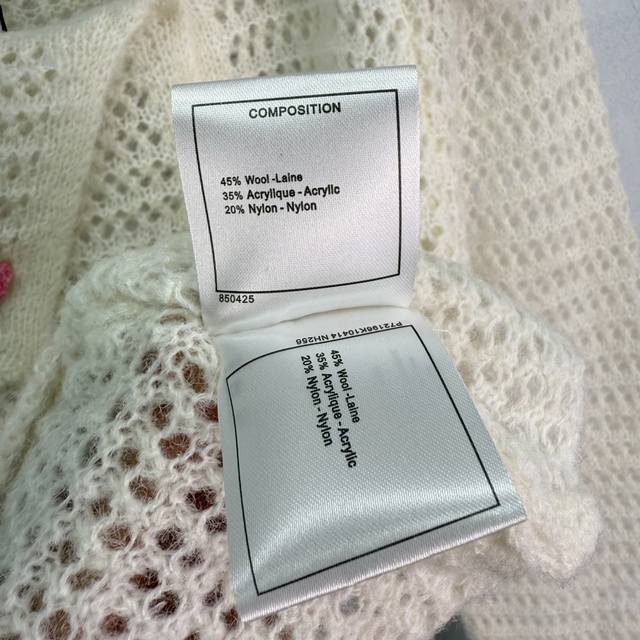 COMPOSITION
45% Wool -Laine
35% Acrylique - Acrylic
20% Nylon - Nylon
850425
P72196K10414 NH256
45% Wool -Laine
35% Acrylique - Acrylic
20% Nylon - Nylon